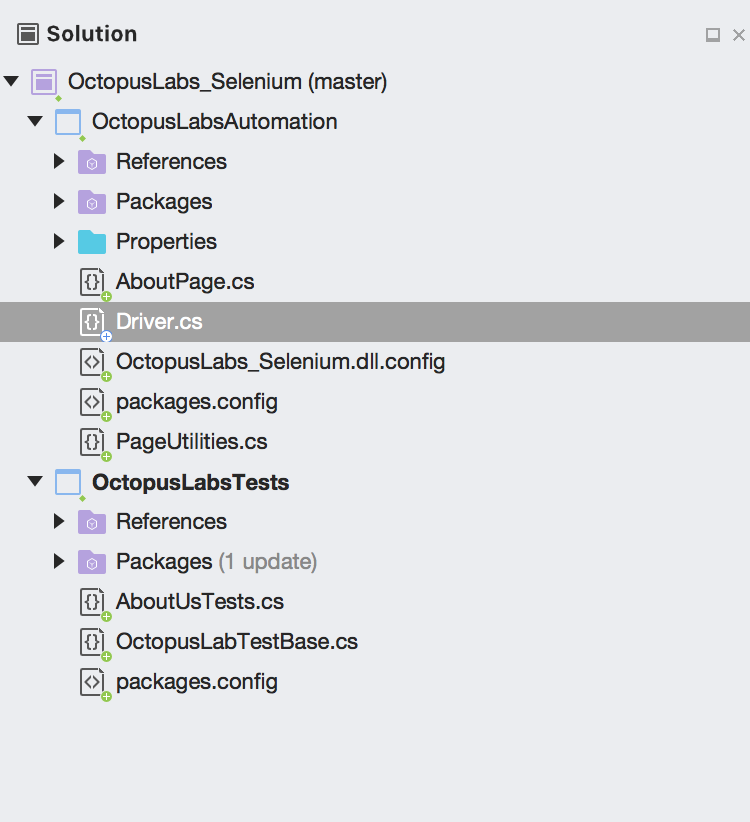 Solution
OctopusLabs_Selenium (master)
OctopusLabsAutomation
References
Packages
Properties
AboutPage.cs
Driver.cs
OctopusLabs_Selenium.dll.config
packages.config
PageUtilities.cs
OctopusLabsTests
References
Packages (1 update)
AboutUsTests.cs
OctopusLabTestBase.cs
packages.config